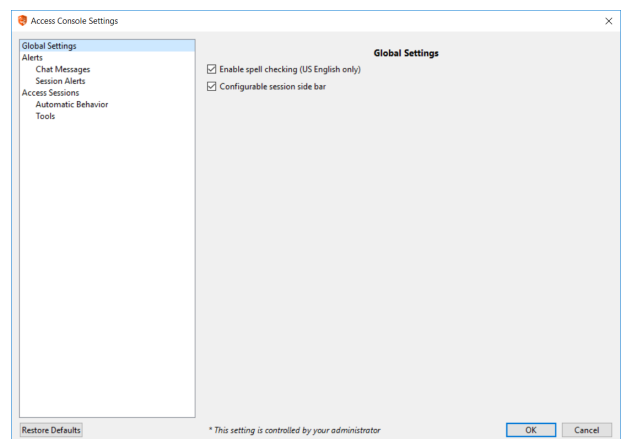 Access Console Settings
Global Settings
Alerts
Chat Messages
Session Alerts
Access Sessions
Automatic Behavior
Tools
Global Settings
Enable spell checking (US English only)
Configurable session side bar
Restore Defaults
* This setting is controlled by your administrator
OK
Cancel